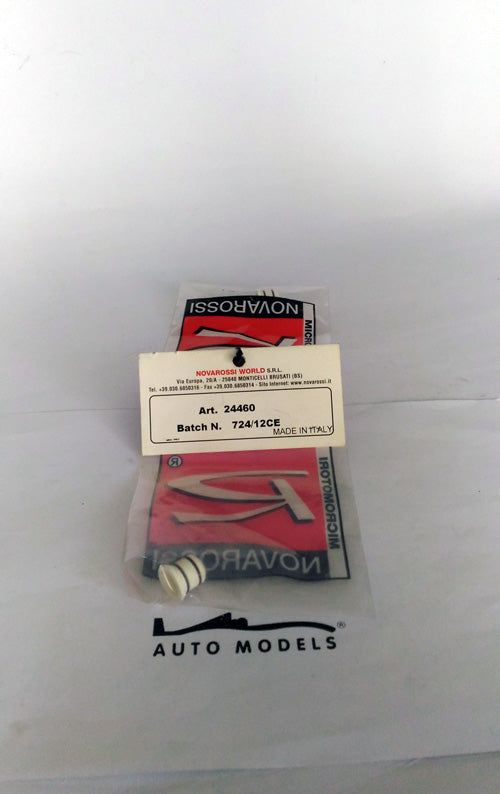 NOVAROSSI
MICRO
NOVAROSSI WORLD S.R.L.
Via Europa, 20/A - 25040 MONTICELLI BRUSATI (BS)
Tel. +39.030.6850316 - Fax +39.030.6850314 - Sito Internet: www.novarossi.it
Art. 24460
Batch N. 724/12CE
MADE IN ITALY
®
MICROMOTORI
NOVAROSSI
®
AUTO MODELS